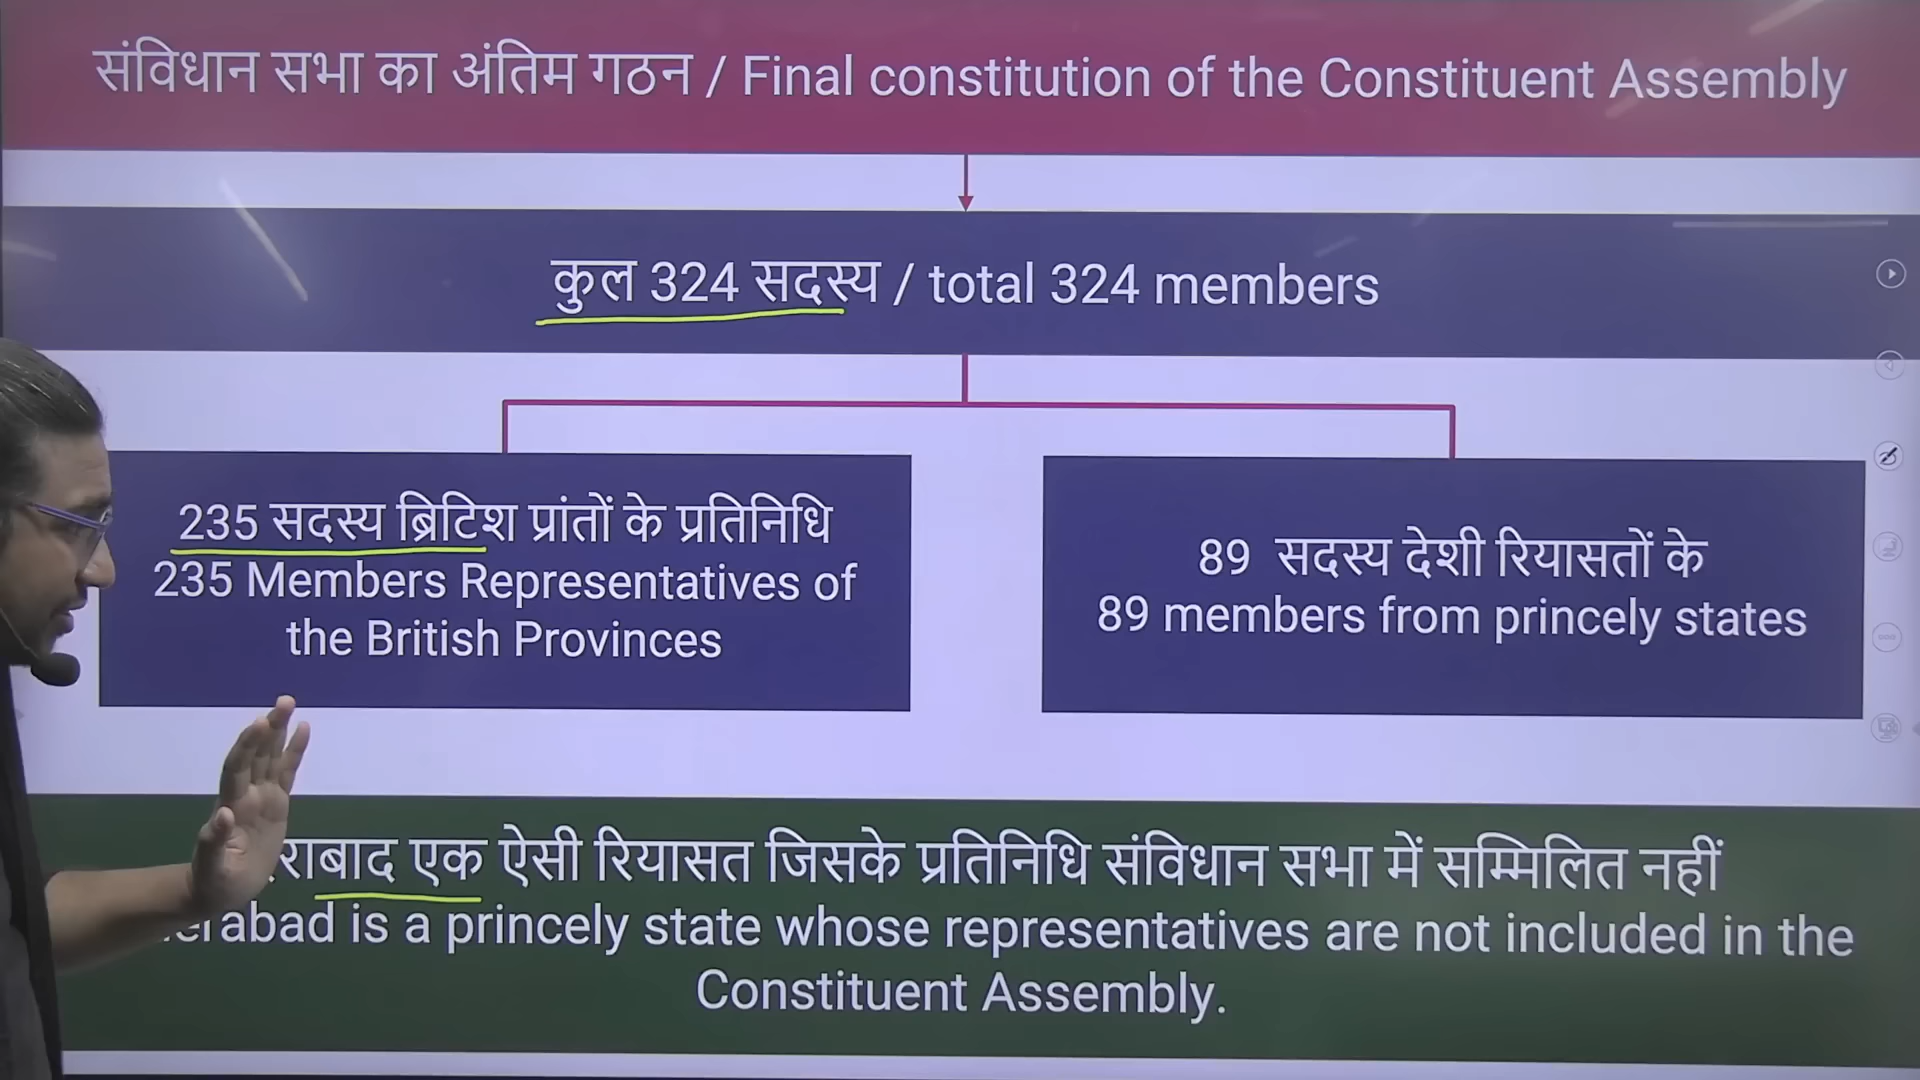 संविधान सभा का अंतिम गठन / Final constitution of the Constituent Assembly
कुल 324 सदस्य / total 324 members
235 सदस्य ब्रिटिश प्रांतों के प्रतिनिधि
235 Members Representatives of
the British Provinces
89 सदस्य देशी रियासतों के
89 members from princely states
एक ऐसी रियासत जिसके प्रतिनिधि संविधान सभा में सम्मिलित नहीं
is a princely state whose representatives are not included in the
Constituent Assembly.